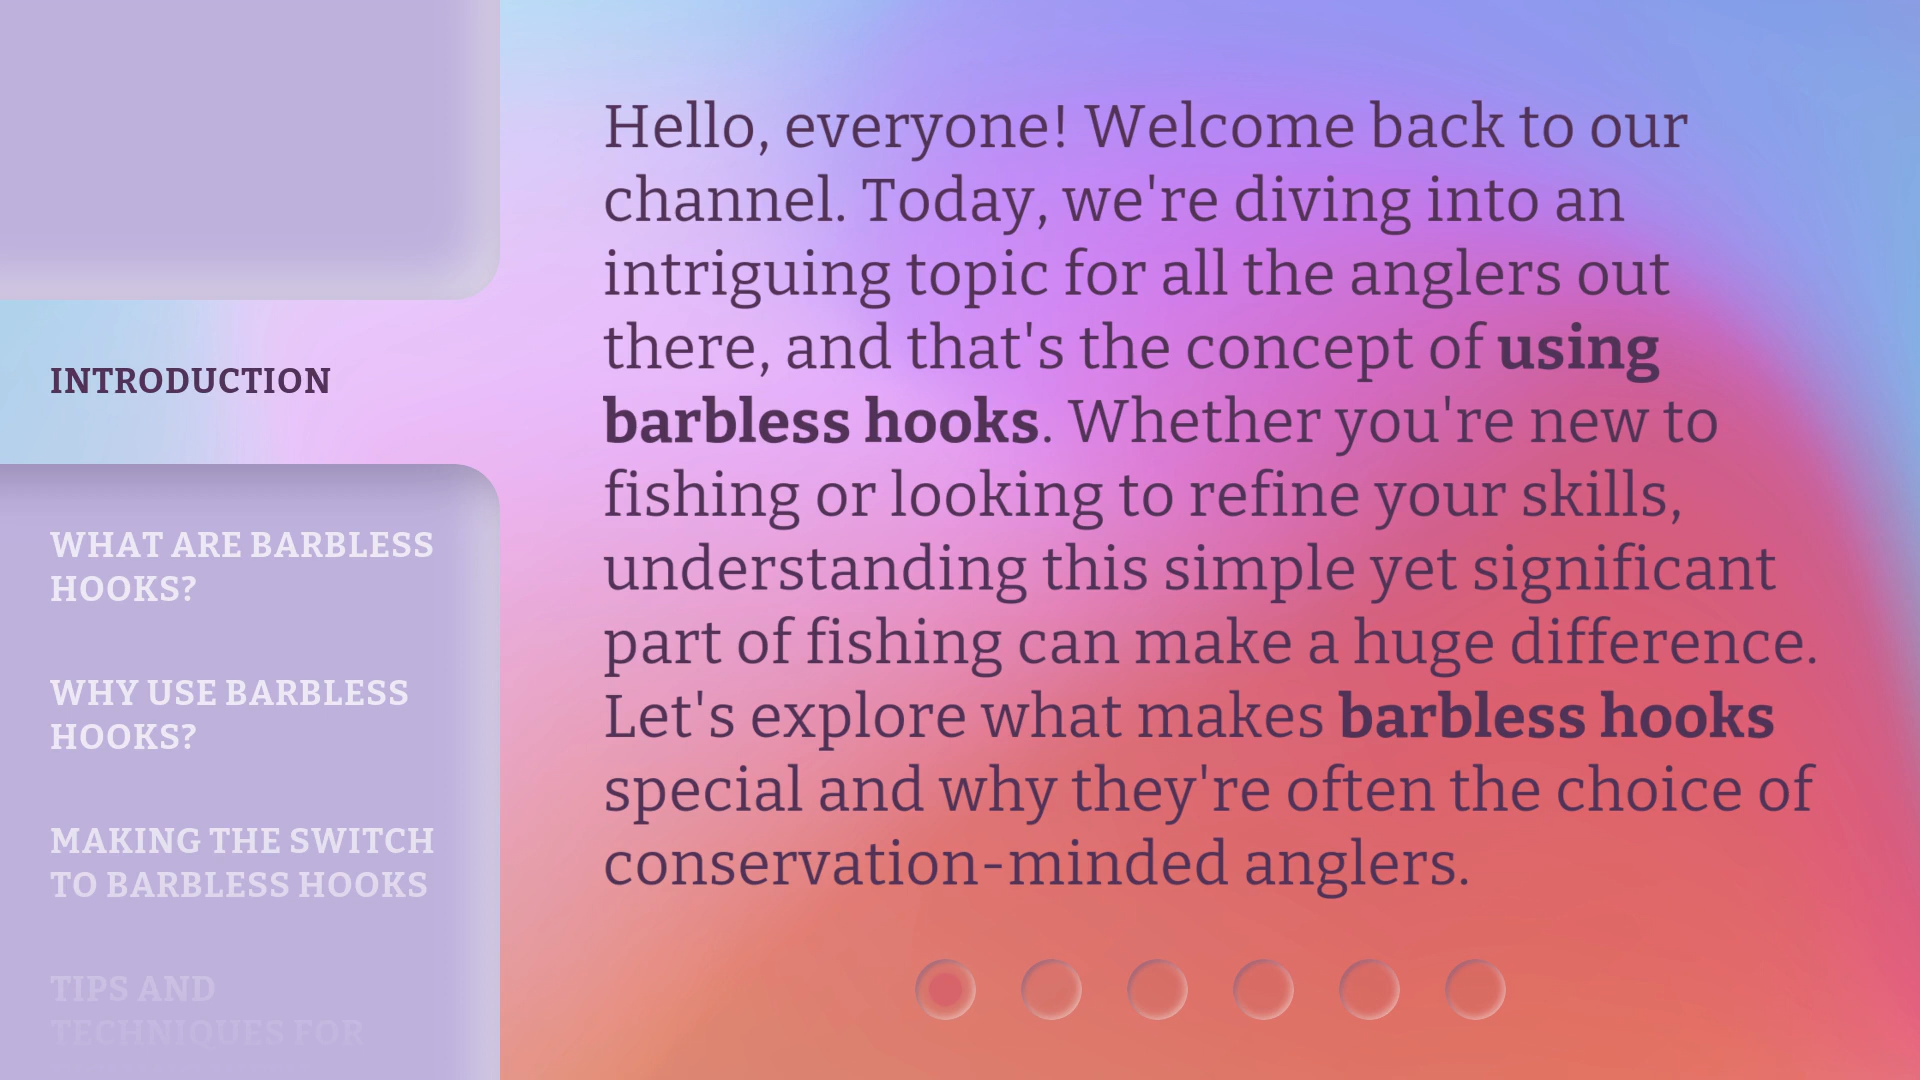 INTRODUCTION
WHAT ARE BARBLESS
HOOKS?
WHY USE BARBLESS
HOOKS?
MAKING THE SWITCH
TO BARBLESS HOOKS
TIPS AND
TECHNIQUES FOR
Hello, everyone! Welcome back to our
channel. Today, we're diving into an
intriguing topic for all the anglers out
there, and that's the concept of using
barbless hooks. Whether you're new to
fishing or looking to refine your skills,
understanding this simple yet significant
part of fishing can make a huge difference.
Let's explore what makes barbless hooks
special and why they're often the choice of
conservation-minded anglers.